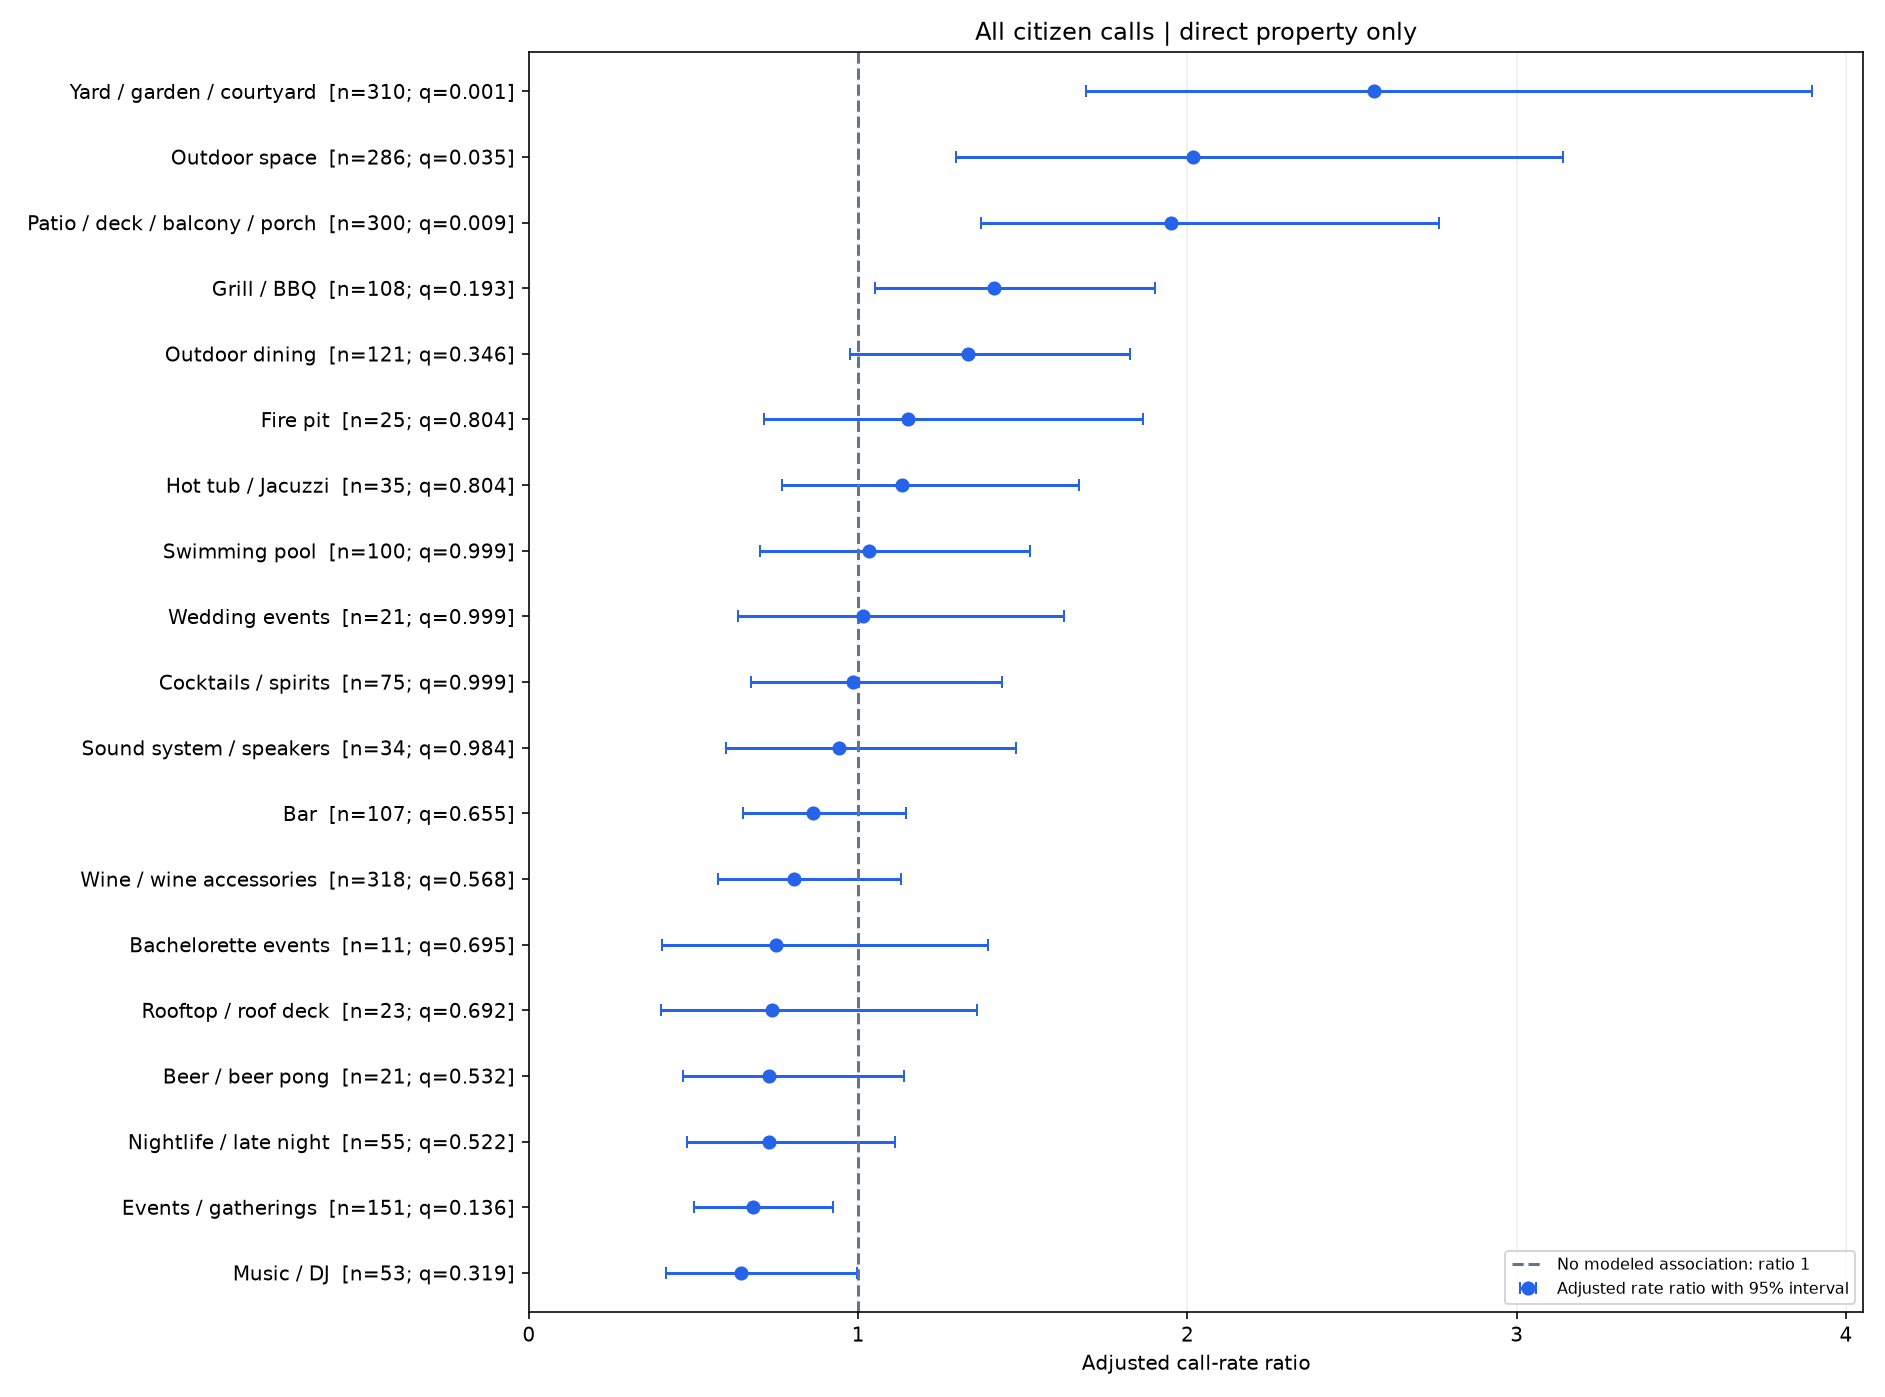 All citizen calls | direct property only
Yard / garden / courtyard [n=310; q=0.001]
Outdoor space [n=286; q=0.035]
Patio / deck / balcony / porch [n=300; q=0.009]
Grill / BBQ [n=108; q=0.193]
Outdoor dining [n=121; q=0.346]
Fire pit [n=25; q=0.804]
Hot tub / Jacuzzi [n=35; q=0.804]
Swimming pool [n=100; q=0.999]
Wedding events [n=21; q=0.999]
Cocktails / spirits [n=75; q=0.999]
Sound system / speakers [n=34; q=0.984]
Bar [n=107; q=0.655]
Wine / wine accessories [n=318; q=0.568]
Bachelorette events [n=11; q=0.695]
Rooftop / roof deck [n=23; q=0.692]
Beer / beer pong [n=21; q=0.532]
Nightlife / late night [n=55; q=0.522]
Events / gatherings [n=151; q=0.136]
Music / DJ [n=53; q=0.319]
No modeled association: ratio 1
Adjusted rate ratio with 95% interval
0 1 2 3 4
Adjusted call-rate ratio